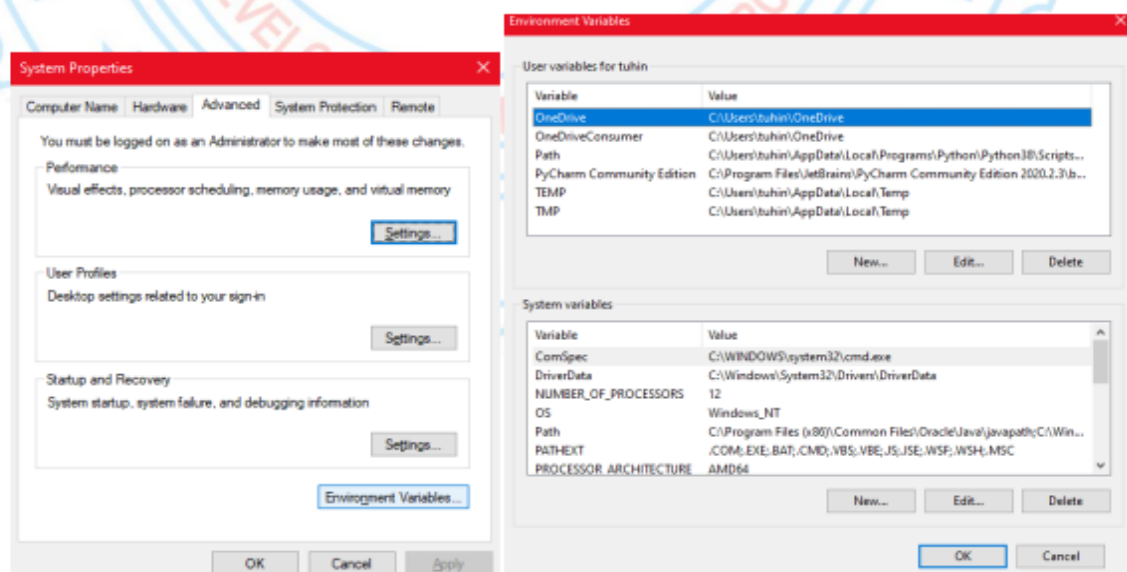 System Properties
Computer Name Hardware Advanced System Protection Remote
You must be logged on as an Administrator to make most of these changes.
Performance
Visual effects, processor scheduling, memory usage, and virtual memory
Settings...
User Profiles
Desktop settings related to your sign-in
Settings...
Startup and Recovery
System startup, system failure, and debugging information
Settings...
Environment Variables...
OK Cancel Apply
Environment Variables
User variables for tuhin
Variable Value
OneDrive C:\Users\tuhin\OneDrive
OneDriveConsumer C:\Users\tuhin\OneDrive
Path C:\Users\tuhin\AppData\Local\Programs\Python\Python38\Scripts...
PyCharm Community Edition C:\Program Files\JetBrains\PyCharm Community Edition 2020.2.3\b...
TEMP C:\Users\tuhin\AppData\Local\Temp
TMP C:\Users\tuhin\AppData\Local\Temp
New... Edit... Delete
System variables
Variable Value
ComSpec C:\WINDOWS\system32\cmd.exe
DriverData C:\Windows\System32\Drivers\DriverData
NUMBER_OF_PROCESSORS 12
OS Windows_NT
Path C:\Program Files (x86)\Common Files\Oracle\Java\javapath;C:\Win...
PATHEXT .COM;.EXE;.BAT;.CMD;.VBS;.VBE;.JS;.JSE;.WSF;.WSH;.MSC
PROCESSOR_ARCHITECTURE AMD64
New... Edit... Delete
OK Cancel